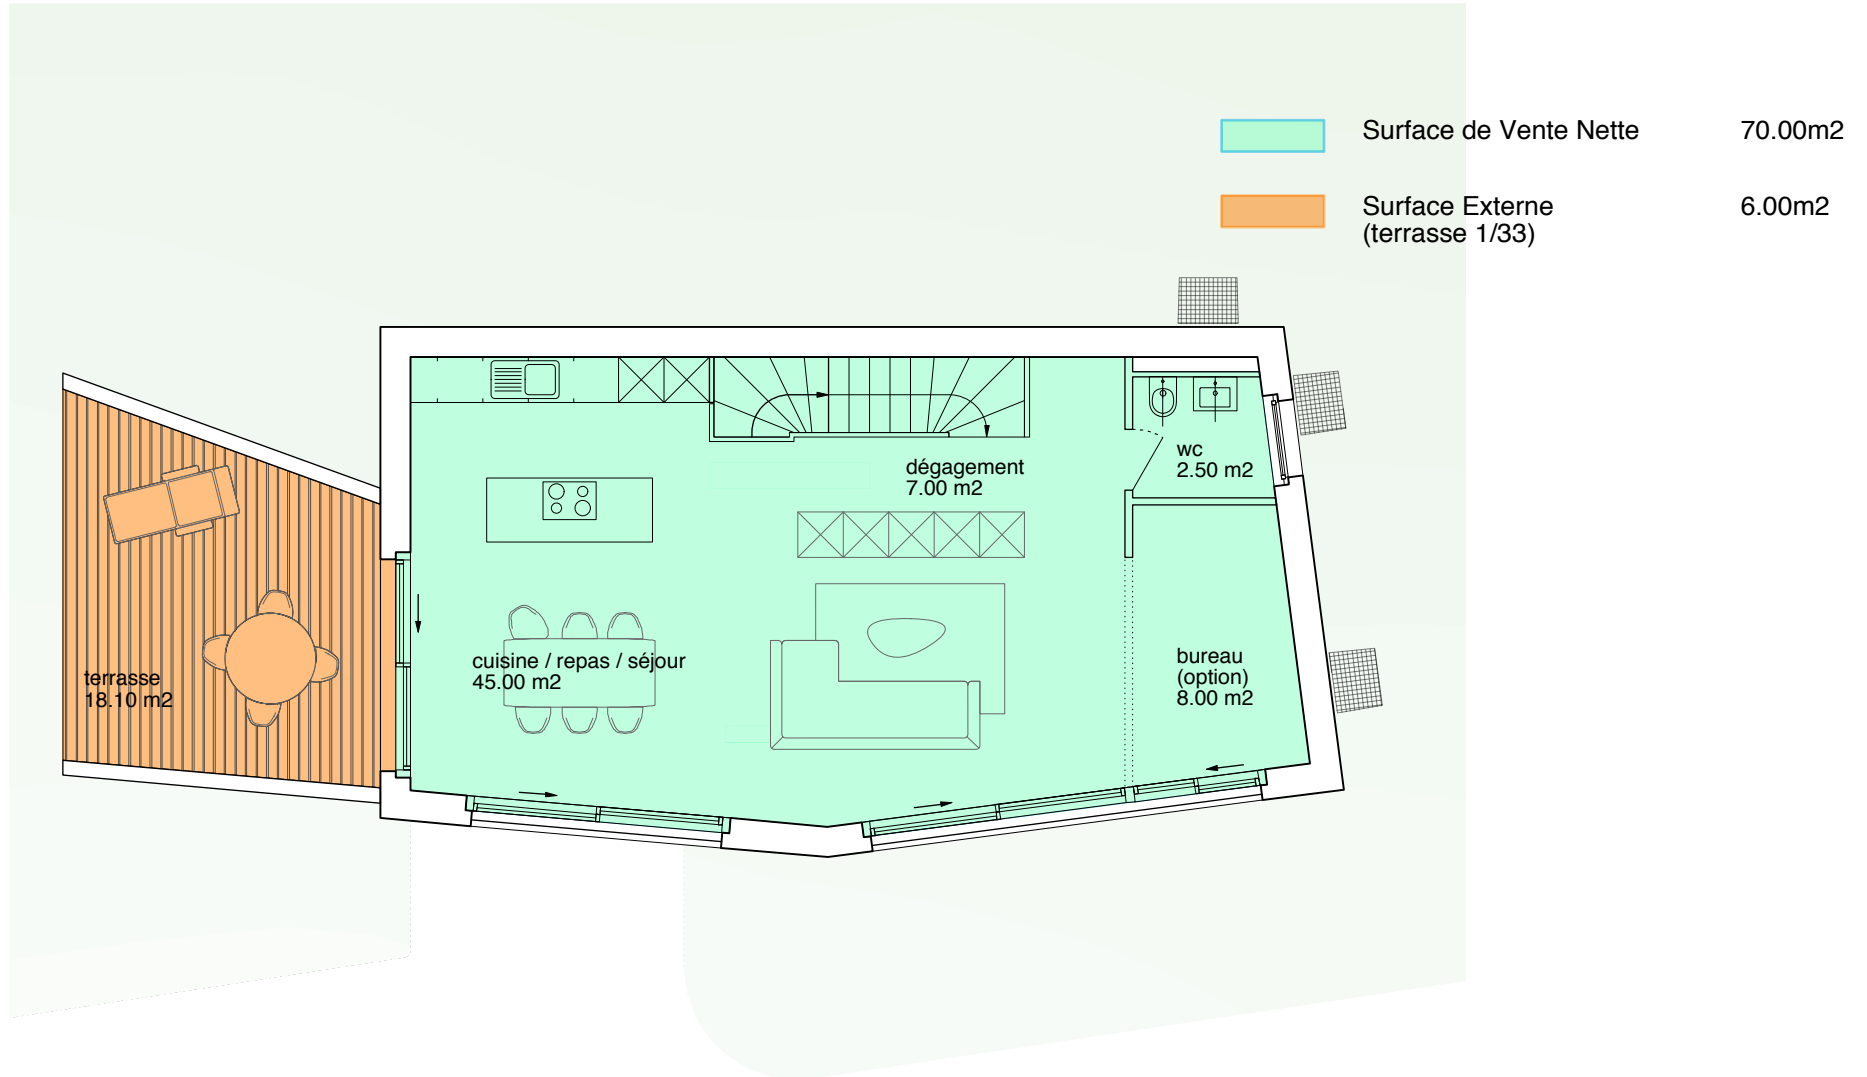 Surface de Vente Nette 70.00m2
Surface Externe 6.00m2
(terrasse 1/33)
dégagement
7.00 m2
wc
2.50 m2
cuisine / repas / séjour
45.00 m2
bureau
(option)
8.00 m2
terrasse
18.10 m2